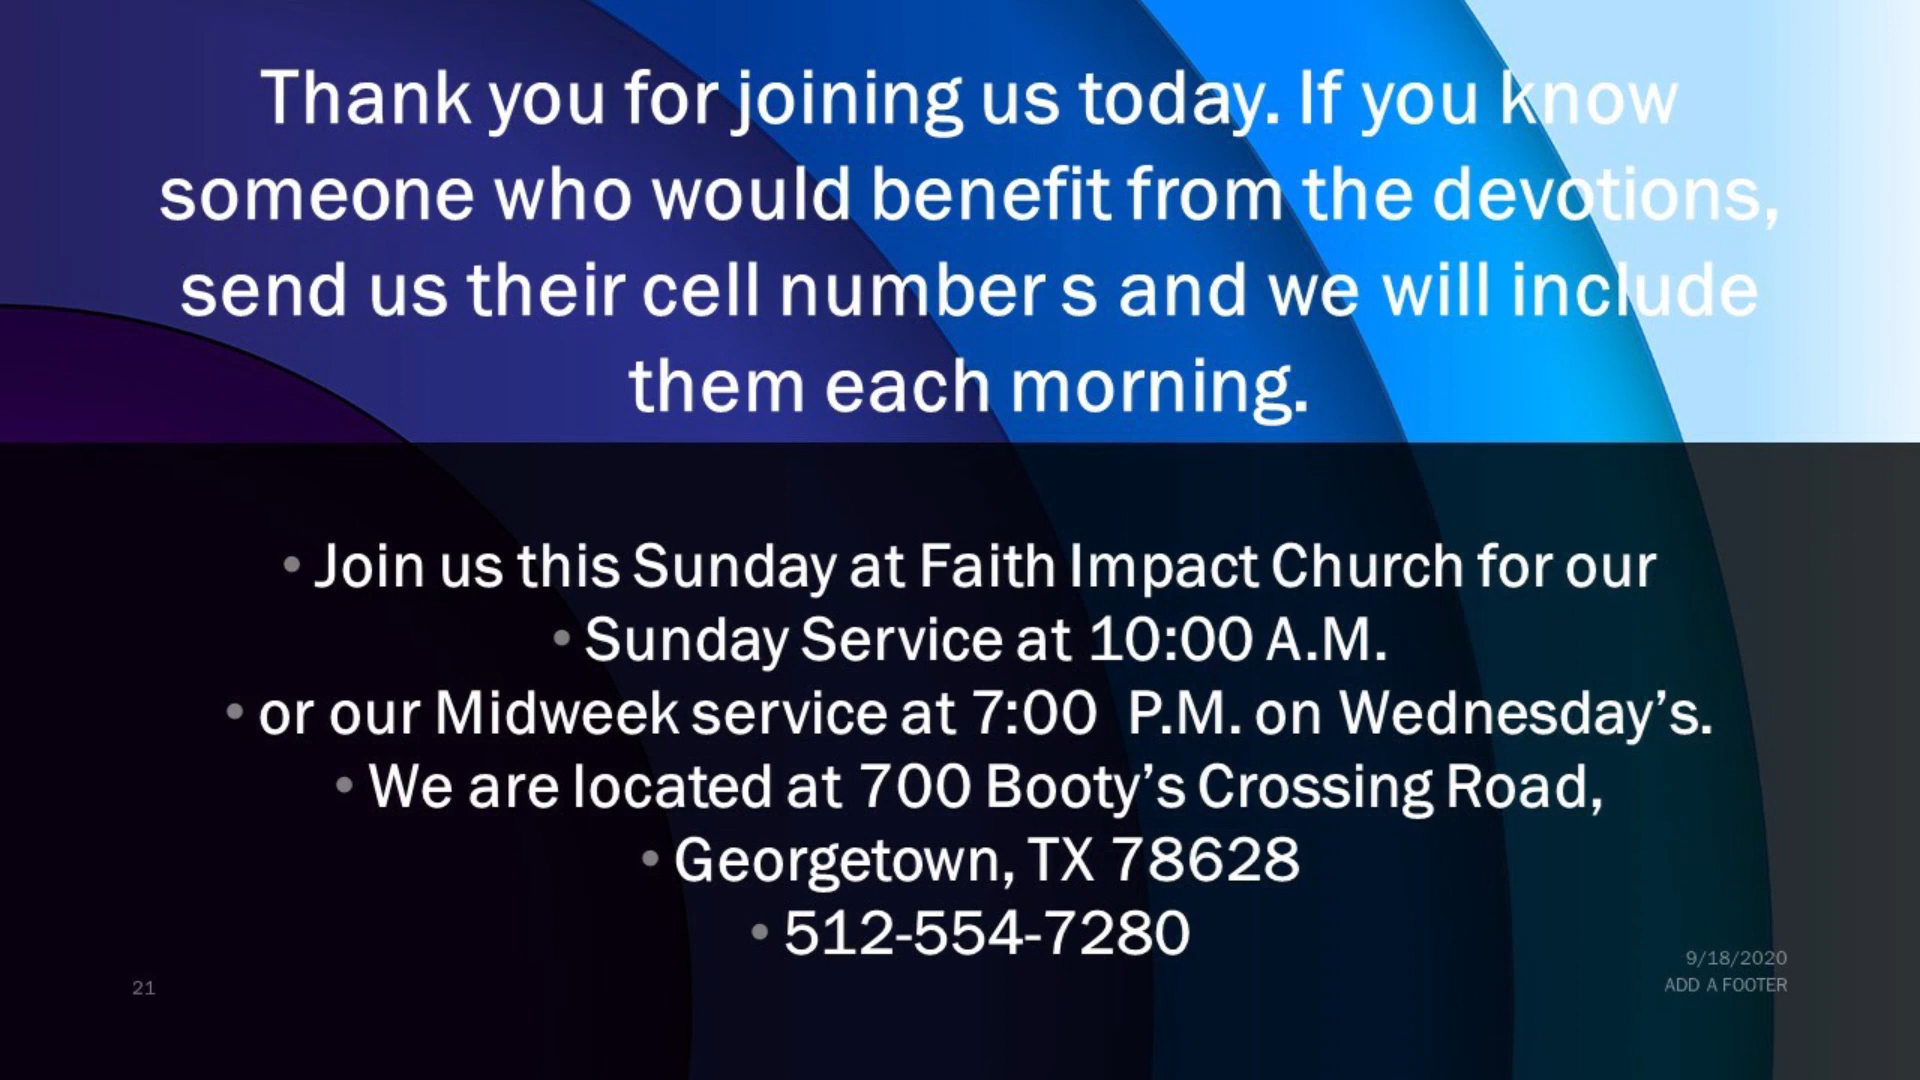 Thank you for joining us today. If you know
someone who would benefit from the devotions,
send us their cell number s and we will include
them each morning.
• Join us this Sunday at Faith Impact Church for our
• Sunday Service at 10:00 A.M.
• or our Midweek service at 7:00  P.M. on Wednesday’s.
• We are located at 700 Booty’s Crossing Road,
• Georgetown, TX 78628
• 512-554-7280
9/18/2020
ADD A FOOTER
21